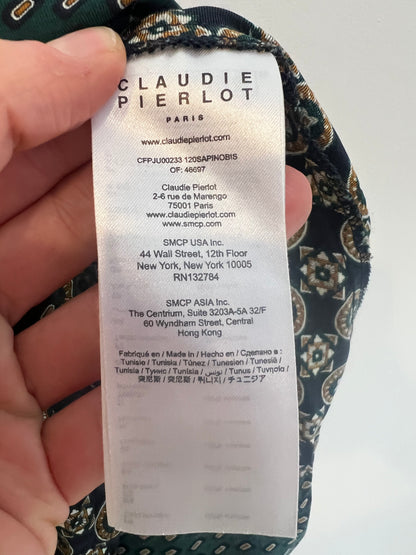 CLAUDIE
PIERLOT
PARIS
www.claudiepierlot.com
CFPJU00233 120SAPINOBIS
OF: 46697
Claudie Pierlot
2-6 rue de Marengo
75001 Paris
www.claudiepierlot.com
www.smcp.com
SMCP USA Inc.
44 Wall Street, 12th Floor
New York, New York 10005
RN132784
SMCP ASIA Inc.
The Centrium, Suite 3203A-5A 32/F
60 Wyndham Street, Central
Hong Kong
Fabriqué en / Made in / Hecho en / Сделано в :
Tunisie / Tunisia / Túnez / Tunesien / Tunesië /
Tunisia / Тунис / Tunísia / تونس / Tunus / Tynyzja /
突尼斯 / 突尼斯 / 튀니지 / チュニジア